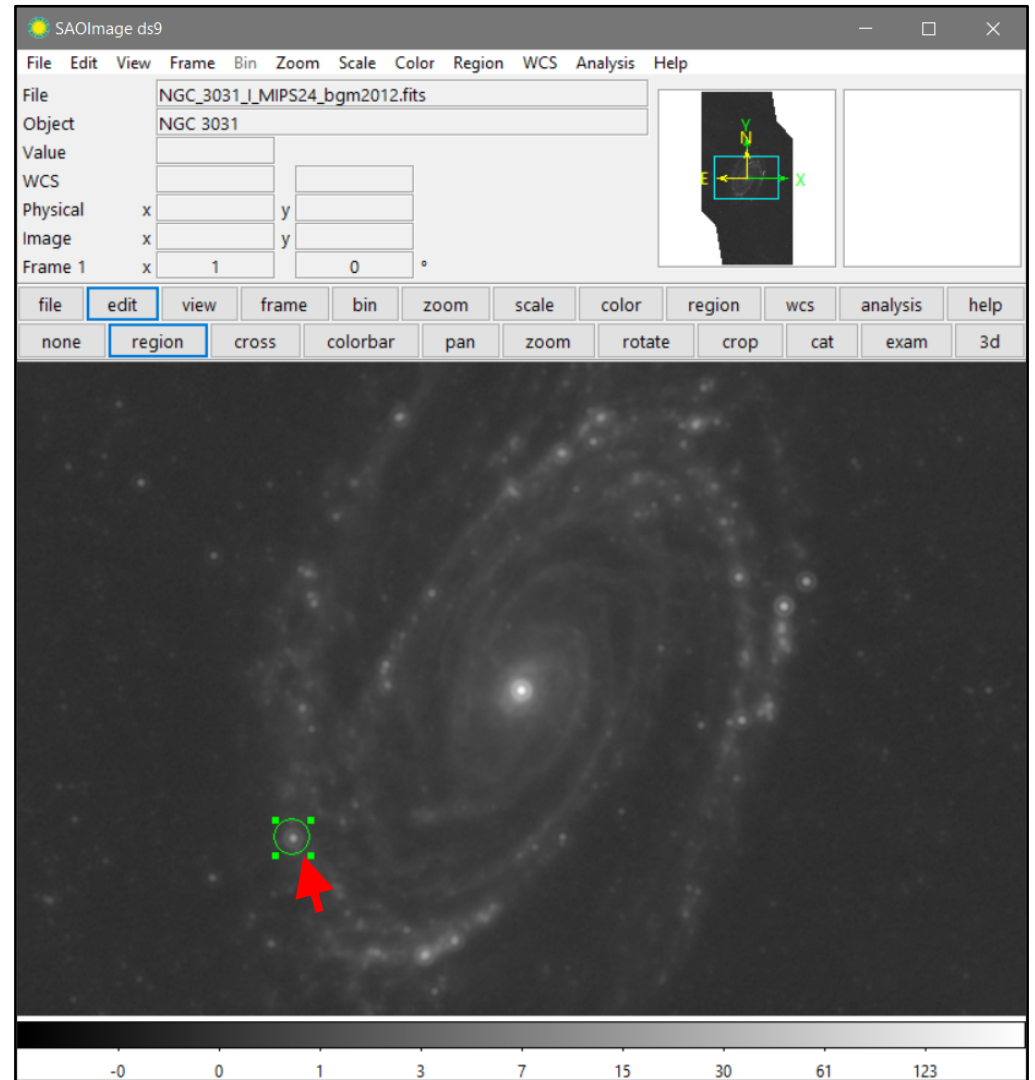 SAOImage ds9
File Edit View Frame Bin Zoom Scale Color Region WCS Analysis Help
File NGC_3031_I_MIPS24_bgm2012.fits
Object NGC 3031
Value
WCS
Physical x y
Image x y
Frame 1 x 1 0 °
Y
N
E X
file edit view frame bin zoom scale color region wcs analysis help
none region cross colorbar pan zoom rotate crop cat exam 3d
-0 0 1 3 7 15 30 61 123